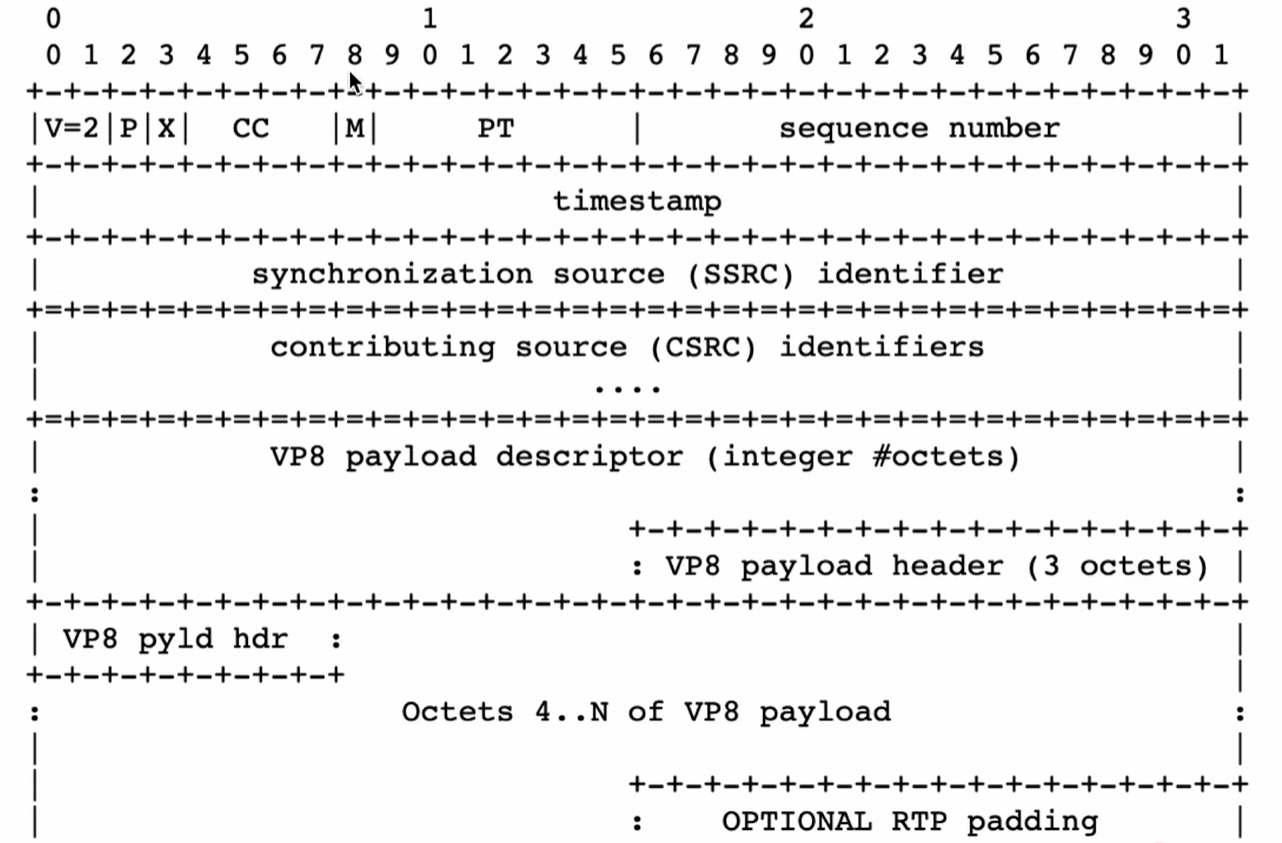 0                   1                   2                   3
 0 1 2 3 4 5 6 7 8 9 0 1 2 3 4 5 6 7 8 9 0 1 2 3 4 5 6 7 8 9 0 1
+-+-+-+-+-+-+-+-+-+-+-+-+-+-+-+-+-+-+-+-+-+-+-+-+-+-+-+-+-+-+-+-+
|V=2|P|X|  CC   |M|     PT      |       sequence number         |
+-+-+-+-+-+-+-+-+-+-+-+-+-+-+-+-+-+-+-+-+-+-+-+-+-+-+-+-+-+-+-+-+
|                           timestamp                           |
+-+-+-+-+-+-+-+-+-+-+-+-+-+-+-+-+-+-+-+-+-+-+-+-+-+-+-+-+-+-+-+-+
|           synchronization source (SSRC) identifier            |
+=+=+=+=+=+=+=+=+=+=+=+=+=+=+=+=+=+=+=+=+=+=+=+=+=+=+=+=+=+=+=+=+
|            contributing source (CSRC) identifiers             |
|                             ....                              |
+=+=+=+=+=+=+=+=+=+=+=+=+=+=+=+=+=+=+=+=+=+=+=+=+=+=+=+=+=+=+=+=+
|            VP8 payload descriptor (integer #octets)           |
:                                                               :
|                               +-+-+-+-+-+-+-+-+-+-+-+-+-+-+-+-+
|                               : VP8 payload header (3 octets) |
+-+-+-+-+-+-+-+-+-+-+-+-+-+-+-+-+-+-+-+-+-+-+-+-+-+-+-+-+-+-+-+-+
| VP8 pyld hdr  :                                               |
+-+-+-+-+-+-+-+-+                                               |
:                   Octets 4..N of VP8 payload                  :
|                                                               |
|                               +-+-+-+-+-+-+-+-+-+-+-+-+-+-+-+-+
|                               :    OPTIONAL RTP padding       |